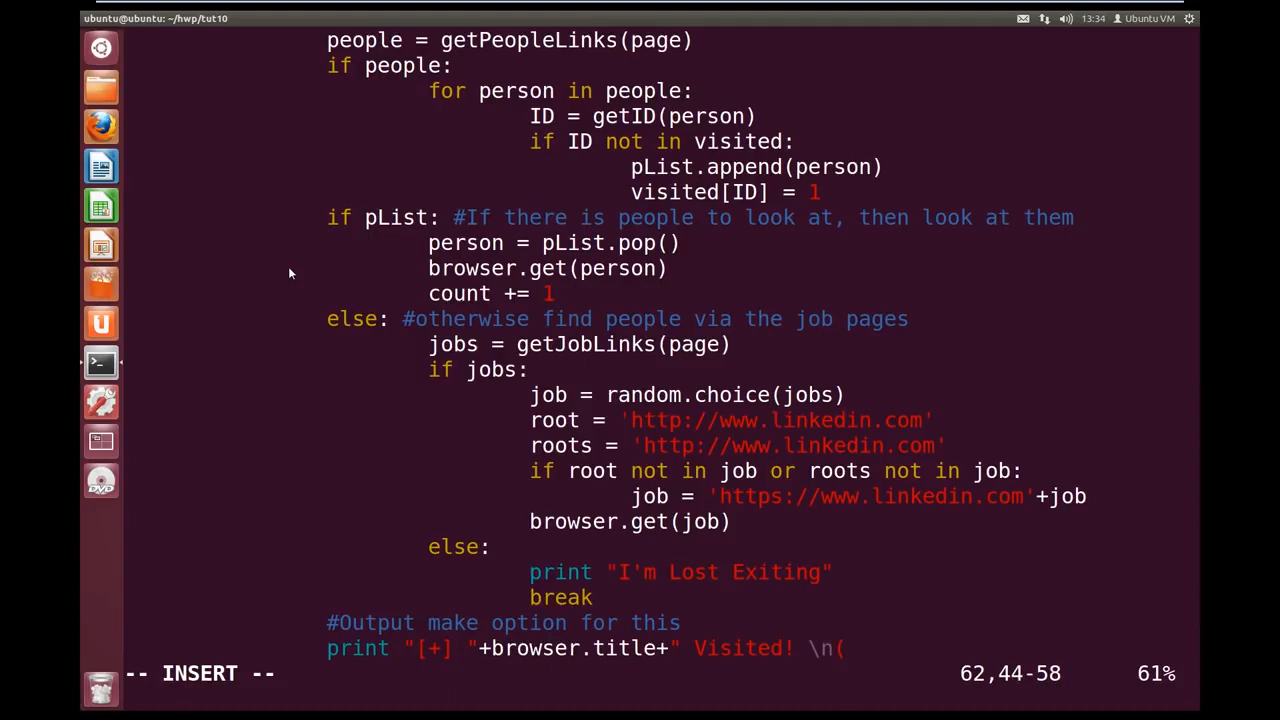 ubuntu@ubuntu: ~/hwp/tut10 13:34 Ubuntu VM
people = getPeopleLinks(page)
if people:
for person in people:
ID = getID(person)
if ID not in visited:
pList.append(person)
visited[ID] = 1
if pList: #If there is people to look at, then look at them
person = pList.pop()
browser.get(person)
count += 1
else: #otherwise find people via the job pages
jobs = getJobLinks(page)
if jobs:
job = random.choice(jobs)
root = 'http://www.linkedin.com'
roots = 'http://www.linkedin.com'
if root not in job or roots not in job:
job = 'https://www.linkedin.com'+job
browser.get(job)
else:
print "I'm Lost Exiting"
break
#Output make option for this
print "[+] "+browser.title+" Visited! \n(
-- INSERT -- 62,44-58 61%